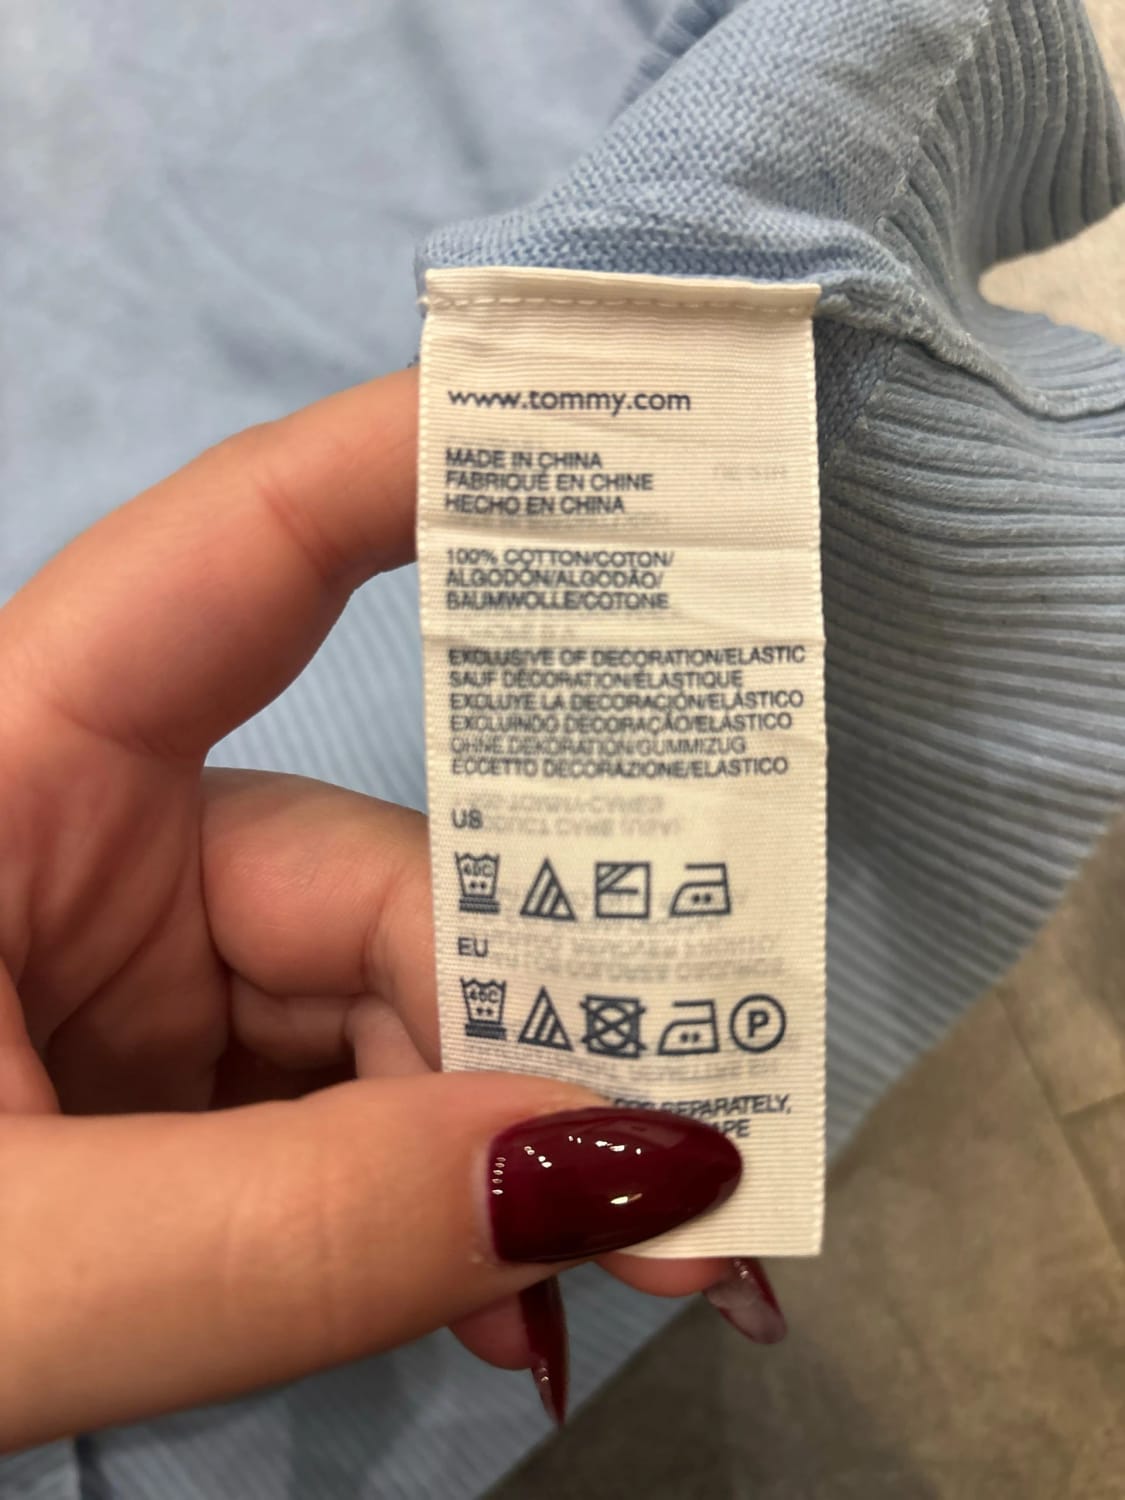 www.tommy.com
MADE IN CHINA
FABRIQUÉ EN CHINE
HECHO EN CHINA
100% COTTON/COTON/
ALGODÓN/ALGODÃO/
BAUMWOLLE/COTONE
EXCLUSIVE OF DECORATION/ELASTIC
SAUF DÉCORATION/ÉLASTIQUE
EXCLUYE LA DECORACIÓN/ELÁSTICO
EXCLUINDO DECORAÇÃO/ELÁSTICO
OHNE DEKORATION/GUMMIZUG
ECCETTO DECORAZIONE/ELASTICO
US
40C
EU
40C
P
SEPARATELY,